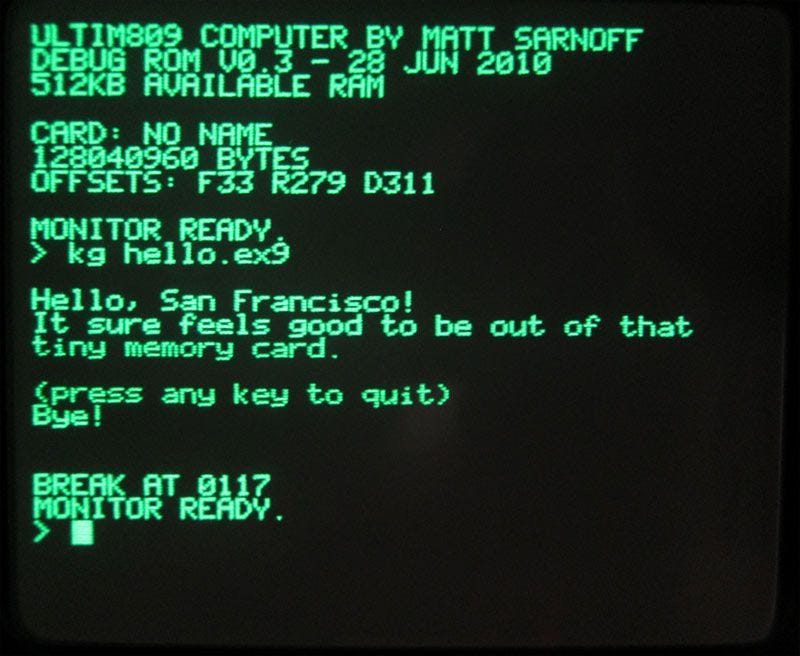 ULTIM809 COMPUTER BY MATT SARNOFF
DEBUG ROM V0.3 - 28 JUN 2010
512KB AVAILABLE RAM
CARD: NO NAME
128040960 BYTES
OFFSETS: F33 R279 D311
MONITOR READY.
> kg hello.ex9
Hello, San Francisco!
It sure feels good to be out of that
tiny memory card.
(press any key to quit)
Bye!
BREAK AT 0117
MONITOR READY.
>